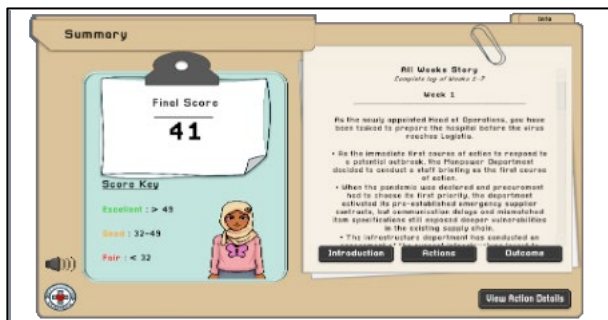 Info
Summary
Final Score
41
Score Key
Excellent : > 49
Good : 32-49
Fair : < 32
All Weeks Story
Complete log of Weeks 1-7
Week 1
As the newly appointed Head of Operations, you have
been tasked to prepare the hospital before the virus
reaches Logistia.
• As the immediate first course of action to respond to
a potential outbreak, the Manpower Department
decided to conduct a staff briefing as the first course
of action.
• When the pandemic was declared and procurement
had to choose its first priority, the department
activated its pre-established emergency supplier
contracts, but communication delays and mismatched
item specifications still exposed deeper vulnerabilities
in the existing supply chain.
• The infrastructure department has conducted an
Introduction
Actions
Outcome
View Action Details